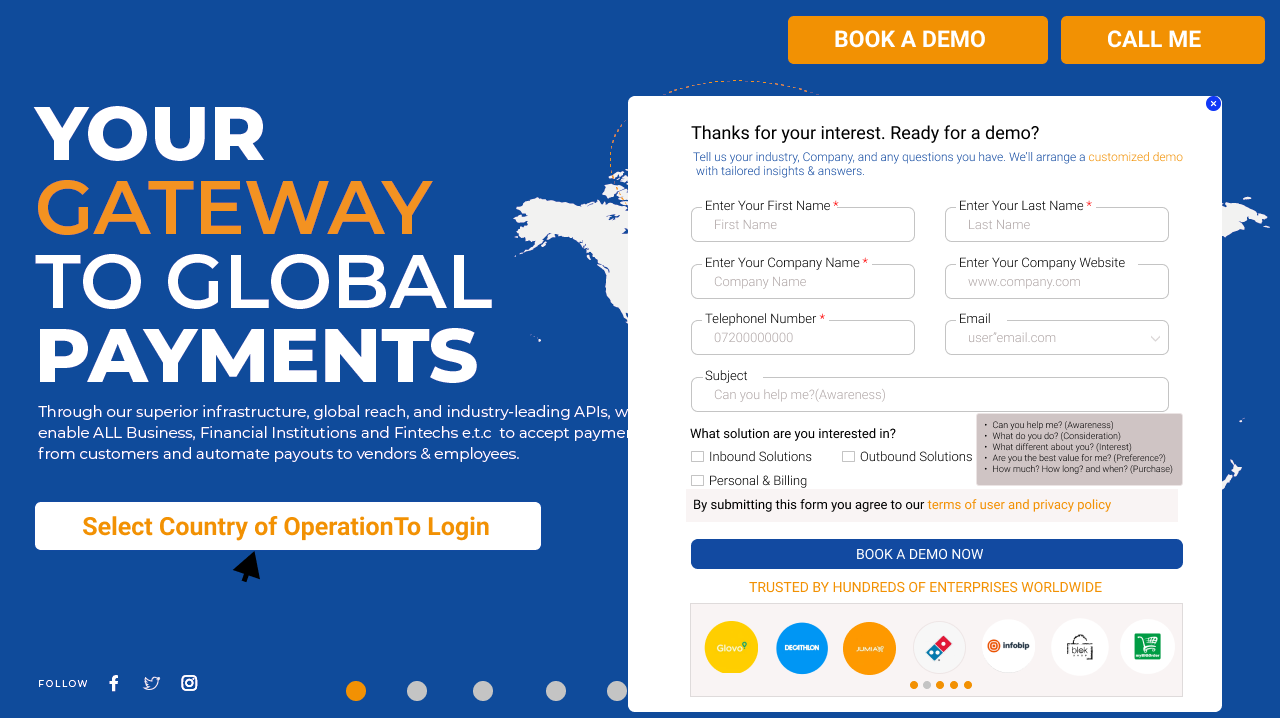 BOOK A DEMO
CALL ME
YOUR
GATEWAY
TO GLOBAL
PAYMENTS
Through our superior infrastructure, global reach, and industry-leading APIs, w
enable ALL Business, Financial Institutions and Fintechs e.t.c to accept paymen
from customers and automate payouts to vendors & employees.
Select Country of OperationTo Login
FOLLOW
Thanks for your interest. Ready for a demo?
Tell us your industry, Company, and any questions you have. We'll arrange a customized demo
with tailored insights & answers.
Enter Your First Name *
First Name
Enter Your Last Name *
Last Name
Enter Your Company Name *
Company Name
Enter Your Company Website
www.company.com
Telephonel Number *
07200000000
Email
user"email.com
Subject
Can you help me?(Awareness)
• Can you help me? (Awareness)
• What do you do? (Consideration)
• What different about you? (Interest)
• Are you the best value for me? (Preference?)
• How much? How long? and when? (Purchase)
What solution are you interested in?
Inbound Solutions
Outbound Solutions
Personal & Billing
By submitting this form you agree to our terms of user and privacy policy
BOOK A DEMO NOW
TRUSTED BY HUNDREDS OF ENTERPRISES WORLDWIDE
Glovo
DECATHLON
JUMIA
infobip
blok
myBigOrder